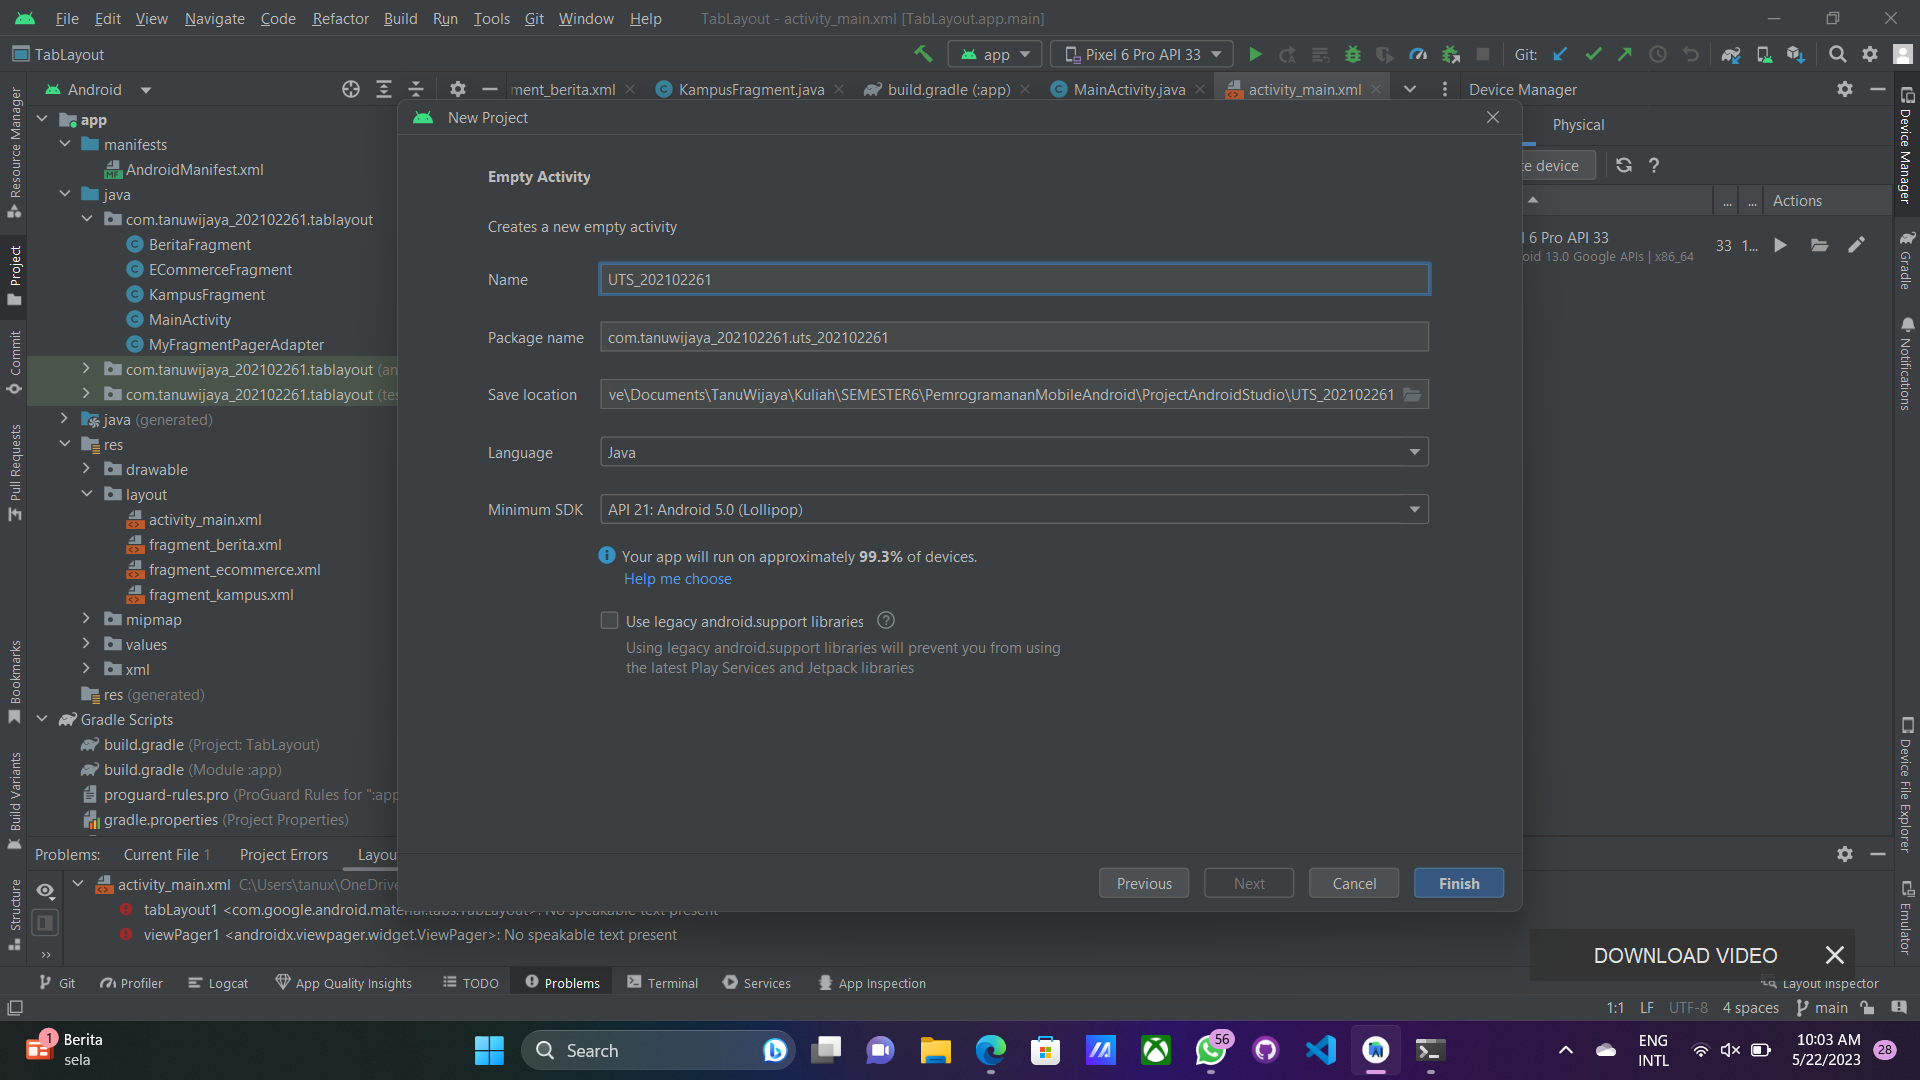 File Edit View Navigate Code Refactor Build Run Tools Git Window Help TabLayout - activity_main.xml [TabLayout.app.main]
TabLayout app Pixel 6 Pro API 33 Git:
Android ment_berita.xml KampusFragment.java build.gradle (:app) MainActivity.java activity_main.xml Device Manager
Resource Manager
Project
Commit
Pull Requests
Bookmarks
Build Variants
Structure
app
manifests
AndroidManifest.xml
java
com.tanuwijaya_202102261.tablayout
BeritaFragment
ECommerceFragment
KampusFragment
MainActivity
MyFragmentPagerAdapter
com.tanuwijaya_202102261.tablayout (an
com.tanuwijaya_202102261.tablayout (tes
java (generated)
res
drawable
layout
activity_main.xml
fragment_berita.xml
fragment_ecommerce.xml
fragment_kampus.xml
mipmap
values
xml
res (generated)
Gradle Scripts
build.gradle (Project: TabLayout)
build.gradle (Module :app)
proguard-rules.pro (ProGuard Rules for ":app
gradle.properties (Project Properties)
New Project
Empty Activity
Creates a new empty activity
Name UTS_202102261
Package name com.tanuwijaya_202102261.uts_202102261
Save location ve\Documents\TanuWijaya\Kuliah\SEMESTER6\PemrogramananMobileAndroid\ProjectAndroidStudio\UTS_202102261
Language Java
Minimum SDK API 21: Android 5.0 (Lollipop)
Your app will run on approximately 99.3% of devices.
Help me choose
Use legacy android.support libraries
Using legacy android.support libraries will prevent you from using
the latest Play Services and Jetpack libraries
Previous Next Cancel Finish
Physical
te device ?
... ... Actions
l 6 Pro API 33 33 1...
oid 13.0 Google APIs | x86_64
Device Manager
Gradle
Notifications
Device File Explorer
Emulator
Problems: Current File 1 Project Errors Layou
activity_main.xml C:\Users\tanux\OneDrive
tabLayout1 <com.google.android.material.tabs.TabLayout>: No speakable text present
viewPager1 <androidx.viewpager.widget.ViewPager>: No speakable text present
DOWNLOAD VIDEO
Git Profiler Logcat App Quality Insights TODO Problems Terminal Services App Inspection Layout Inspector
1:1 LF UTF-8 4 spaces main
1 Berita
sela
Search
56
ENG
INTL
10:03 AM
5/22/2023
28